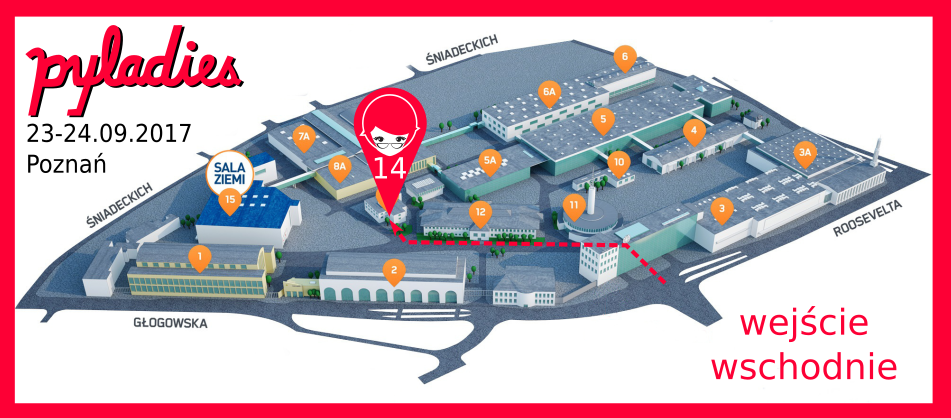 pyladies
23-24.09.2017
Poznań
ŚNIADECKICH
6
6A
5
4
3A
7A
8A
14
5A
10
SALA
ZIEMI
15
ŚNIADECKICH
12
11
3
ROOSEVELTA
1
2
GŁOGOWSKA
wejście
wschodnie